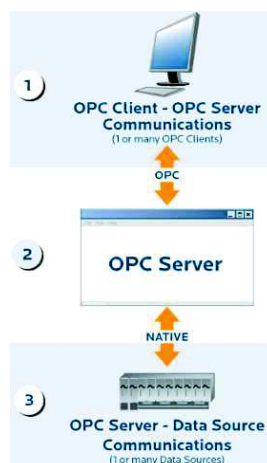 1
OPC Client - OPC Server
Communications
(1 or many OPC Clients)
OPC
2
OPC Server
NATIVE
3
OPC Server - Data Source
Communications
(1 or many Data Sources)